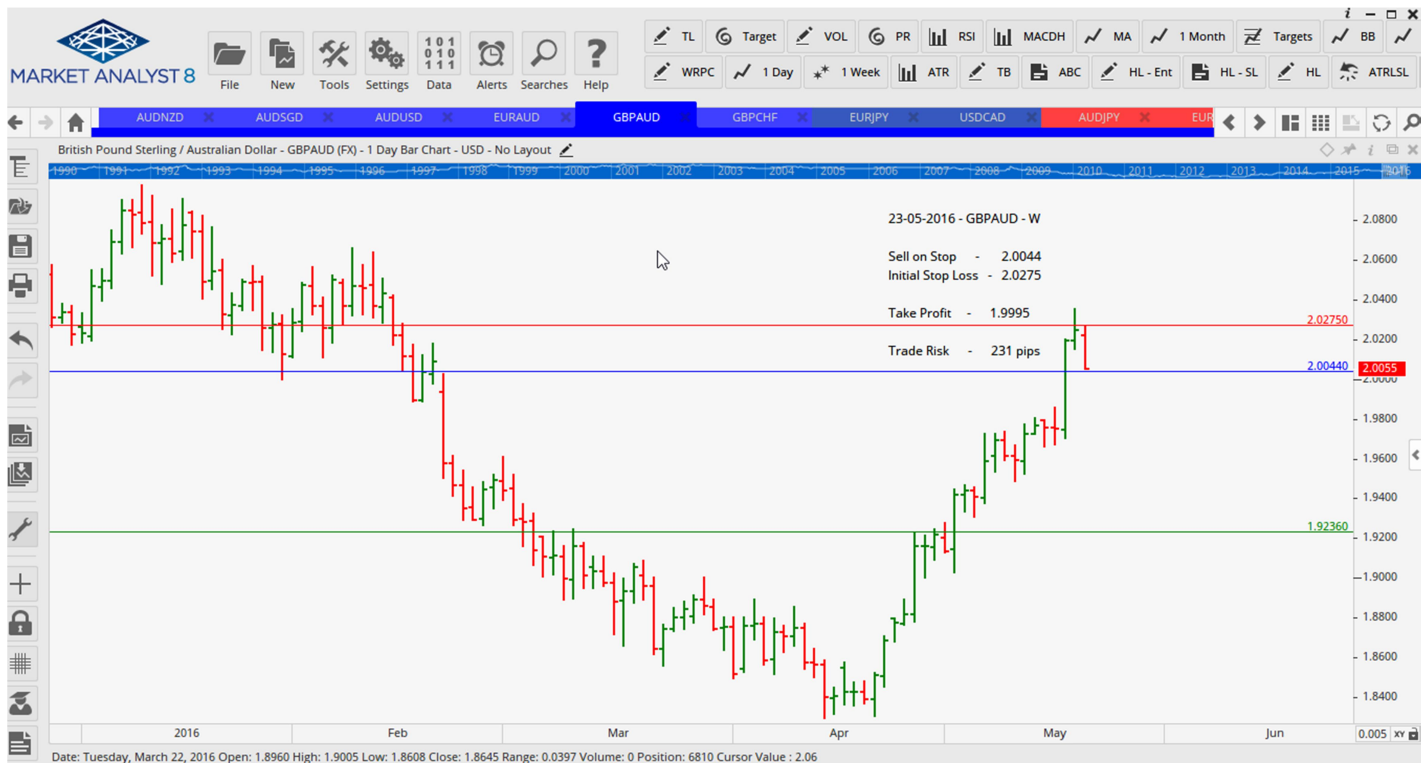 i
MARKET ANALYST 8
File New Tools Settings Data Alerts Searches Help
101
010
111
TL Target VOL PR RSI MACDH MA 1 Month Targets BB
WRPC 1 Day 1 Week ATR TB ABC HL - Ent HL - SL HL ATRLSL
AUDNZD AUDSGD AUDUSD EURAUD GBPAUD GBPCHF EURJPY USDCAD AUDJPY EUR
British Pound Sterling / Australian Dollar - GBPAUD (FX) - 1 Day Bar Chart - USD - No Layout
1990 1991 1992 1993 1994 1995 1996 1997 1998 1999 2000 2001 2002 2003 2004 2005 2006 2007 2008 2009 2010 2011 2012 2013 2014 2015 2016
23-05-2016 - GBPAUD - W
Sell on Stop - 2.0044
Initial Stop Loss - 2.0275
Take Profit - 1.9995
Trade Risk - 231 pips
2.02750
2.00440
1.92360
2.0800
2.0600
2.0400
2.0200
2.0055
2.0000
1.9800
1.9600
1.9400
1.9200
1.9000
1.8800
1.8600
1.8400
2016 Feb Mar Apr May Jun
0.005 XY
Date: Tuesday, March 22, 2016 Open: 1.8960 High: 1.9005 Low: 1.8608 Close: 1.8645 Range: 0.0397 Volume: 0 Position: 6810 Cursor Value : 2.06